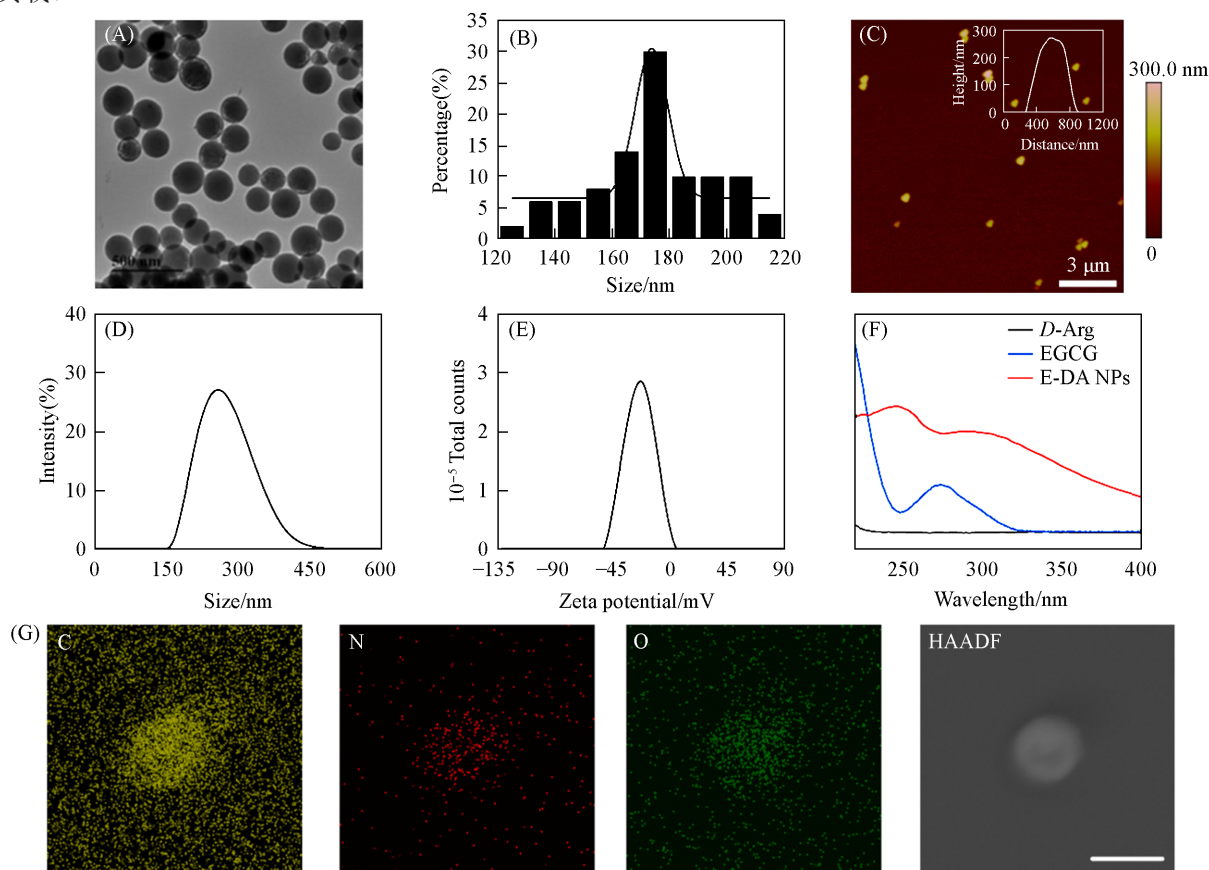 (A)
500 nm
(B)
35
30
25
20
15
10
5
0
120 140 160 180 200 220
Percentage(%)
Size/nm
(C)
300
200
100
0
0 400 800 1200
Height/nm
Distance/nm
300.0 nm
0
3 μm
(D)
40
30
20
10
0
0 150 300 450 600
Intensity(%)
Size/nm
(E)
4
3
2
1
0
−135 −90 −45 0 45 90
10⁻⁵ Total counts
Zeta potential/mV
(F)
D-Arg
EGCG
E-DA NPs
250 300 350 400
Wavelength/nm
(G)
C
N
O
HAADF